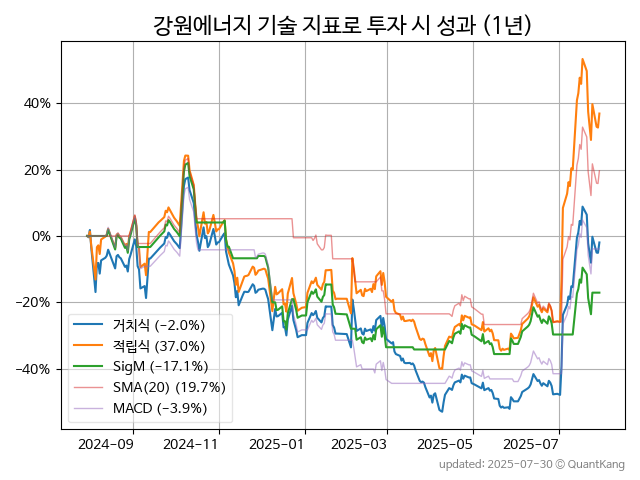 강원에너지 기술 지표로 투자 시 성과 (1년)
40%
20%
0%
−20%
−40%
거치식 (−2.0%)
적립식 (37.0%)
SigM (−17.1%)
SMA(20) (19.7%)
MACD (−3.9%)
2024-09
2024-11
2025-01
2025-03
2025-05
2025-07
updated: 2025-07-30 ⓒ QuantKang